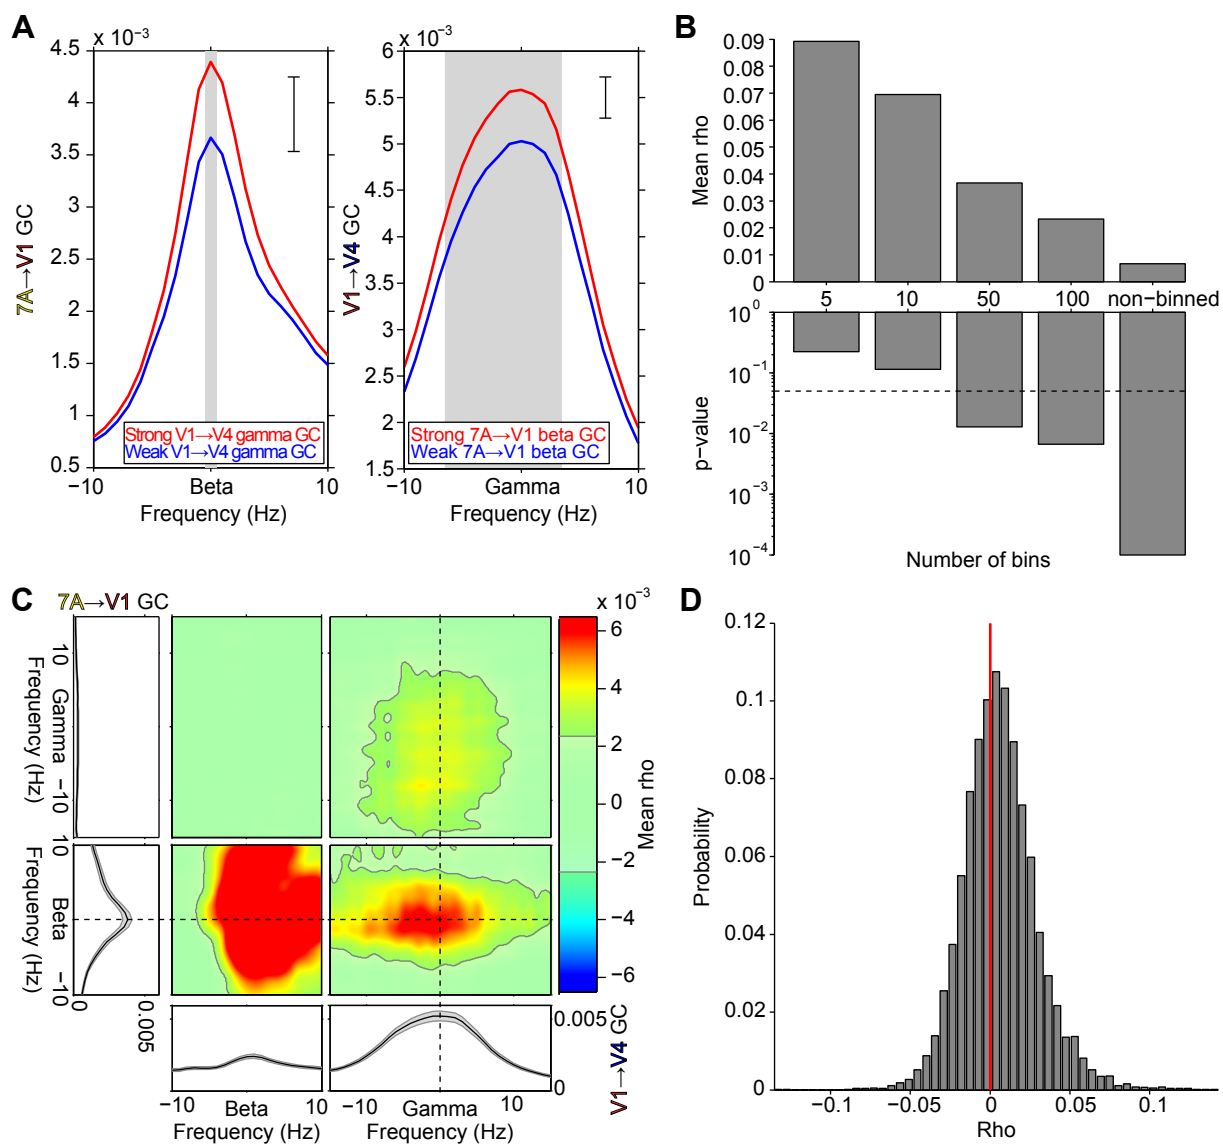 A
x 10⁻³
4.5
4
3.5
3
2.5
2
1.5
1
0.5
7A→V1 GC
Strong V1→V4 gamma GC
Weak V1→V4 gamma GC
−10 Beta 10
Frequency (Hz)
x 10⁻³
6
5.5
5
4.5
4
3.5
3
2.5
2
1.5
V1→V4 GC
Strong 7A→V1 beta GC
Weak 7A→V1 beta GC
−10 Gamma 10
Frequency (Hz)
B
0.09
0.08
0.07
0.06
0.05
0.04
0.03
0.02
0.01
0
Mean rho
5 10 50 100 non−binned
10⁰
10⁻¹
10⁻²
10⁻³
10⁻⁴
p-value
Number of bins
C
7A→V1 GC
10 Gamma −10
Frequency (Hz)
10 Beta −10
Frequency (Hz)
0 0.005
x 10⁻³
6
4
2
0
−2
−4
−6
Mean rho
0.005
0
V1→V4 GC
−10 Beta 10
Frequency (Hz)
−10 Gamma 10
Frequency (Hz)
D
0.12
0.1
0.08
0.06
0.04
0.02
0
Probability
−0.1 −0.05 0 0.05 0.1
Rho